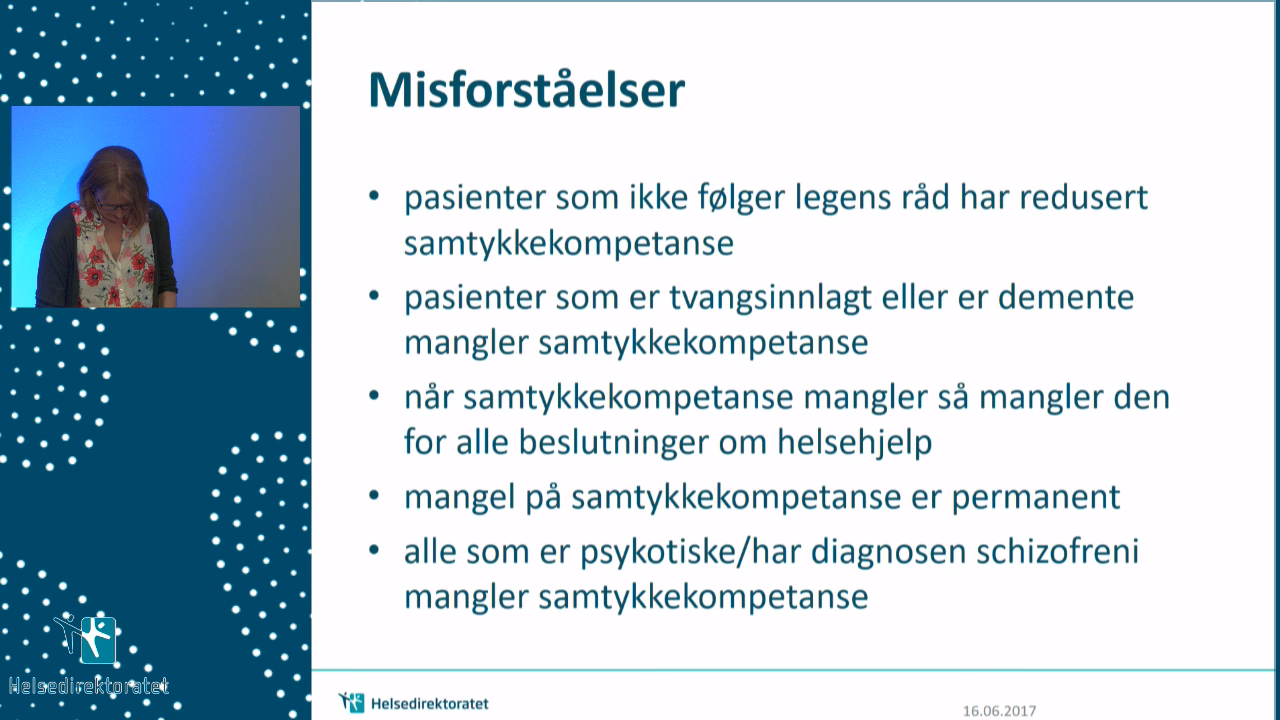 Misforståelser
• pasienter som ikke følger legens råd har redusert
samtykkekompetanse
• pasienter som er tvangsinnlagt eller er demente
mangler samtykkekompetanse
• når samtykkekompetanse mangler så mangler den
for alle beslutninger om helsehjelp
• mangel på samtykkekompetanse er permanent
• alle som er psykotiske/har diagnosen schizofreni
mangler samtykkekompetanse
Helsedirektoratet
Helsedirektoratet
16.06.2017